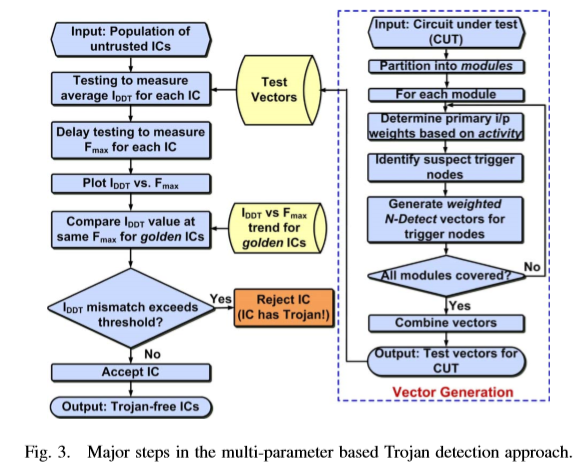 Input: Population of
untrusted ICs
Testing to measure
average IDDT for each IC
Delay testing to measure
Fmax for each IC
Plot IDDT vs. Fmax
Compare IDDT value at
same Fmax for golden ICs
IDDT mismatch exceeds
threshold?
Yes
Reject IC
(IC has Trojan!)
No
Accept IC
Output: Trojan-free ICs
Test
Vectors
IDDT vs Fmax
trend for
golden ICs
Input: Circuit under test
(CUT)
Partition into modules
For each module
Determine primary i/p
weights based on activity
Identify suspect trigger
nodes
Generate weighted
N-Detect vectors for
trigger nodes
All modules covered?
No
Yes
Combine vectors
Output: Test vectors for
CUT
Vector Generation
Fig. 3. Major steps in the multi-parameter based Trojan detection approach.